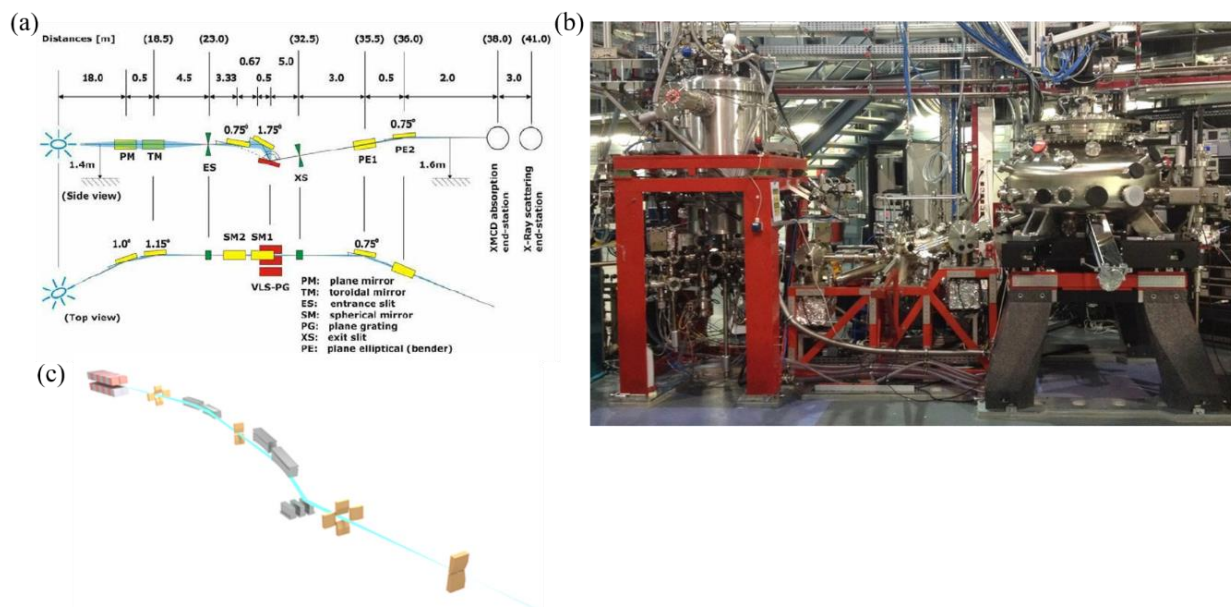 (a)
Distances [m] (18.5) (23.0) (32.5) (35.5) (36.0) (38.0) (41.0)
0.67
18.0 0.5 4.5 3.33 0.5 5.0 3.0 0.5 2.0 3.0
0.75° 1.75° 0.75°
PM TM ES XS PE1 PE2
1.4m 1.6m
(Side view)
XMCD absorption
end-station
X-Ray scattering
end-station
1.0° 1.15° SM2 SM1 0.75°
VLS-PG
(Top view)
PM: plane mirror
TM: toroidal mirror
ES: entrance slit
SM: spherical mirror
PG: plane grating
XS: exit slit
PE: plane elliptical (bender)
(b)
(c)